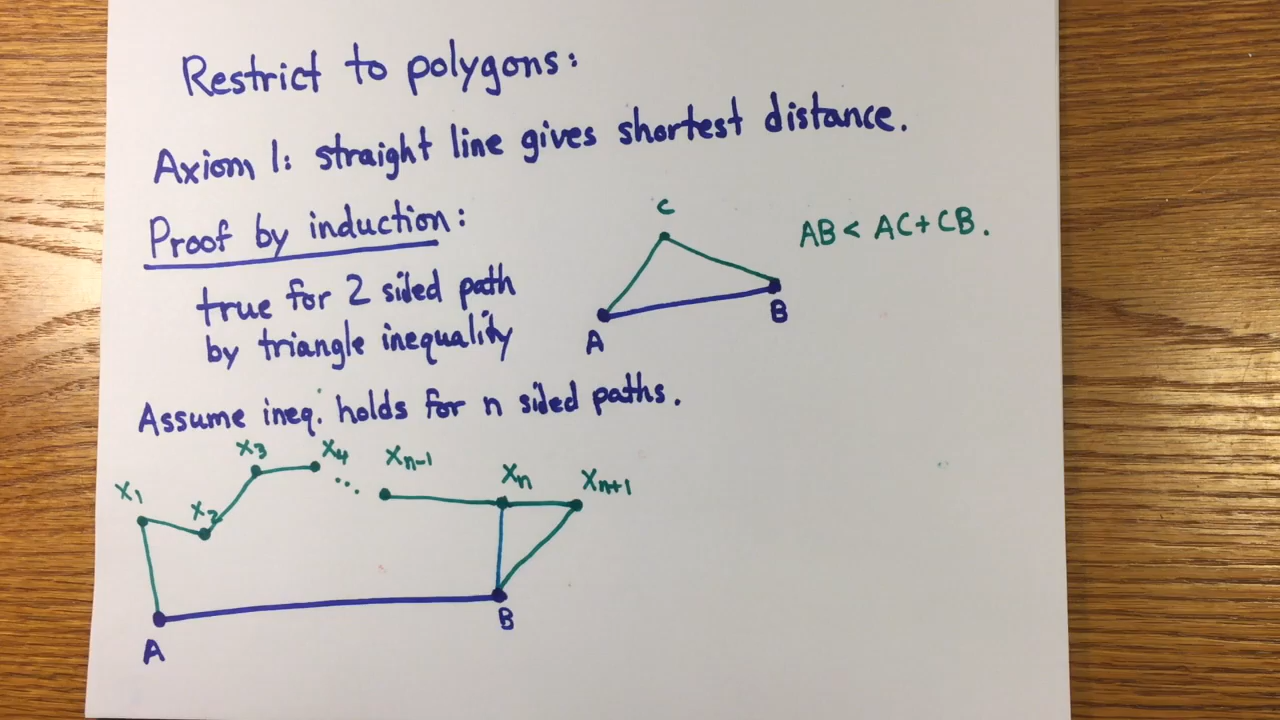 Restrict to polygons:
Axiom 1: straight line gives shortest distance.
Proof by induction:
true for 2 sided path
by triangle inequality
C
A
B
AB < AC + CB.
Assume ineq. holds for n sided paths.
x1
x2
x3
x4
...
xn-1
xn
xn+1
A
B